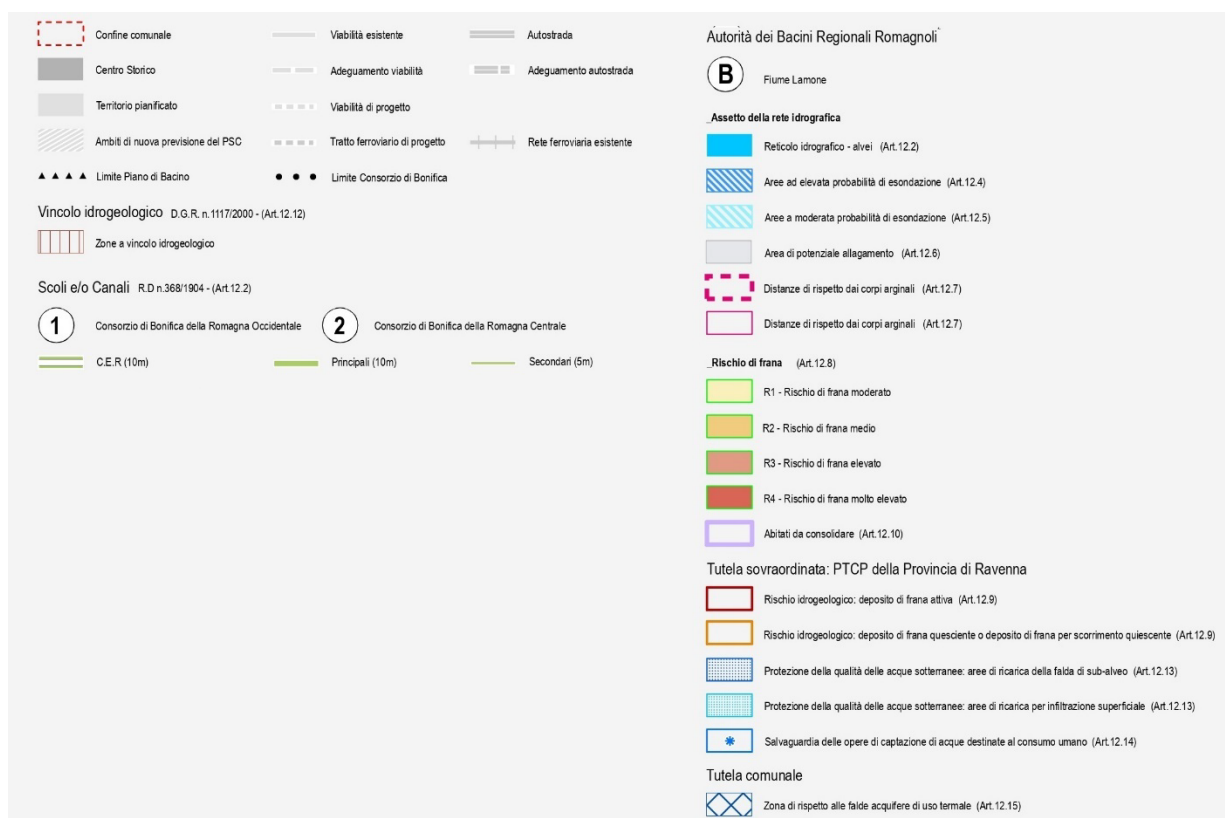 Confine comunale
Viabilità esistente
Autostrada
Centro Storico
Adeguamento viabilità
Adeguamento autostrada
Territorio pianificato
Viabilità di progetto
Ambiti di nuova previsione del PSC
Tratto ferroviario di progetto
Rete ferroviaria esistente
Limite Piano di Bacino
Limite Consorzio di Bonifica
Vincolo idrogeologico D.G.R. n.1117/2000 - (Art.12.12)
Zone a vincolo idrogeologico
Scoli e/o Canali R.D n.368/1904 - (Art.12.2)
1 Consorzio di Bonifica della Romagna Occidentale
2 Consorzio di Bonifica della Romagna Centrale
C.E.R (10m)
Principali (10m)
Secondari (5m)
Autorità dei Bacini Regionali Romagnoli
B Fiume Lamone
_Assetto della rete idrografica
Reticolo idrografico - alvei (Art.12.2)
Aree ad elevata probabilità di esondazione (Art.12.4)
Aree a moderata probabilità di esondazione (Art.12.5)
Area di potenziale allagamento (Art.12.6)
Distanze di rispetto dai corpi arginali (Art.12.7)
Distanze di rispetto dai corpi arginali (Art.12.7)
_Rischio di frana (Art.12.8)
R1 - Rischio di frana moderato
R2 - Rischio di frana medio
R3 - Rischio di frana elevato
R4 - Rischio di frana molto elevato
Abitati da consolidare (Art.12.10)
Tutela sovraordinata: PTCP della Provincia di Ravenna
Rischio idrogeologico: deposito di frana attiva (Art.12.9)
Rischio idrogeologico: deposito di frana quesciente o deposito di frana per scorrimento quiescente (Art.12.9)
Protezione della qualità delle acque sotterranee: aree di ricarica della falda di sub-alveo (Art.12.13)
Protezione della qualità delle acque sotterranee: aree di ricarica per infiltrazione superficiale (Art.12.13)
Salvaguardia delle opere di captazione di acque destinate al consumo umano (Art.12.14)
Tutela comunale
Zona di rispetto alle falde acquifere di uso termale (Art.12.15)